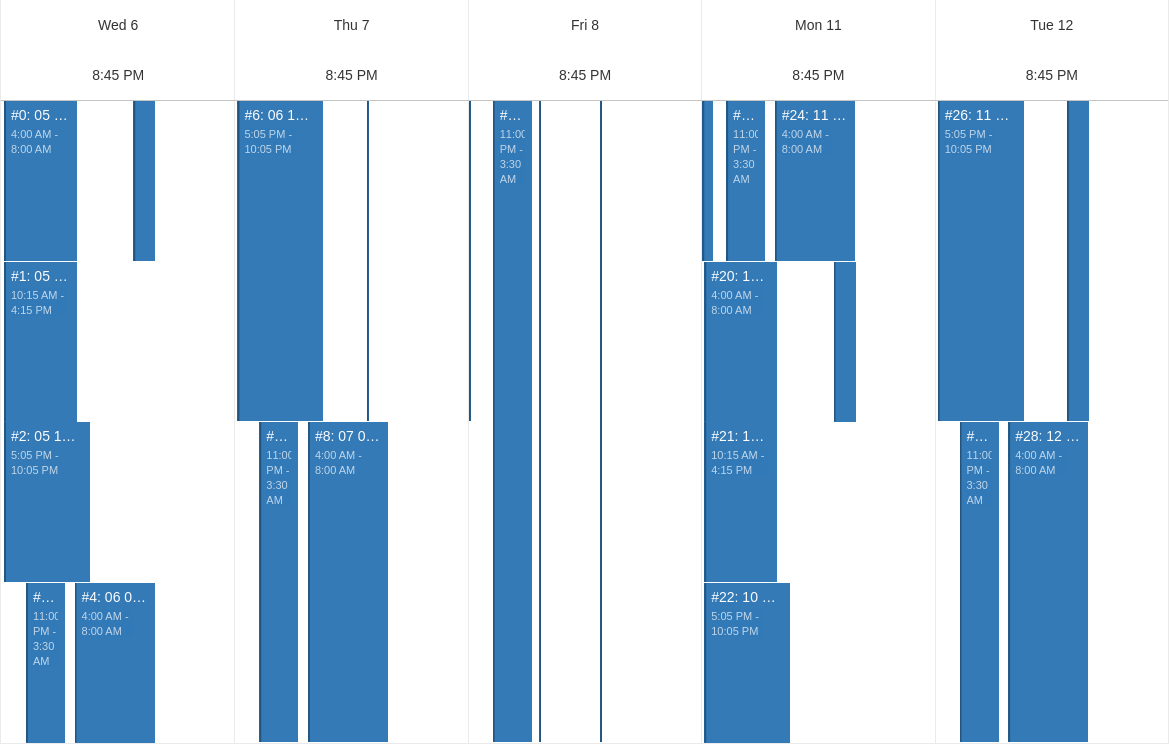 Wed 6
Thu 7
Fri 8
Mon 11
Tue 12
8:45 PM
8:45 PM
8:45 PM
8:45 PM
8:45 PM
#0: 05 ...
4:00 AM -
8:00 AM
#1: 05 ...
10:15 AM -
4:15 PM
#2: 05 1...
5:05 PM -
10:05 PM
#...
11:00
PM -
3:30
AM
#4: 06 0...
4:00 AM -
8:00 AM
#6: 06 1...
5:05 PM -
10:05 PM
#...
11:00
PM -
3:30
AM
#8: 07 0...
4:00 AM -
8:00 AM
#...
11:00
PM -
3:30
AM
#...
11:00
PM -
3:30
AM
#24: 11 ...
4:00 AM -
8:00 AM
#20: 1...
4:00 AM -
8:00 AM
#21: 1...
10:15 AM -
4:15 PM
#22: 10 ...
5:05 PM -
10:05 PM
#26: 11 ...
5:05 PM -
10:05 PM
#...
11:00
PM -
3:30
AM
#28: 12 ...
4:00 AM -
8:00 AM